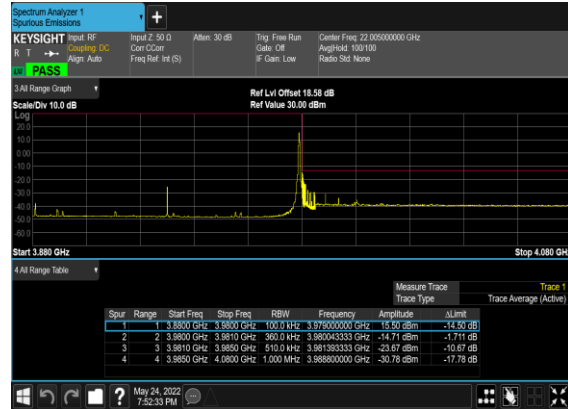 Spectrum Analyzer 1
Spurious Emissions
KEYSIGHT Input: RF Input Z: 50 Ω Atten: 30 dB Trig: Free Run Center Freq: 22.005000000 GHz
R T Coupling: DC Corr CCorr Gate: Off Avg|Hold: 100/100
Align: Auto Freq Ref: Int (S) IF Gain: Low Radio Std: None
PASS
3 All Range Graph
Ref Lvl Offset 18.58 dB
Scale/Div 10.0 dB Ref Value 30.00 dBm
Log
20.0
10.0
0.00
-10.0
-20.0
-30.0
-40.0
-50.0
-60.0
Start 3.880 GHz Stop 4.080 GHz
4 All Range Table
Measure Trace Trace 1
Trace Type Trace Average (Active)
Spur Range Start Freq Stop Freq RBW Frequency Amplitude ΔLimit
1 1 3.8800 GHz 3.9800 GHz 100.0 kHz 3.979000000 GHz 15.50 dBm -14.50 dB
2 2 3.9800 GHz 3.9810 GHz 360.0 kHz 3.980043333 GHz -14.71 dBm -1.711 dB
3 3 3.9810 GHz 3.9850 GHz 510.0 kHz 3.981393333 GHz -23.67 dBm -10.67 dB
4 4 3.9850 GHz 4.0800 GHz 1.000 MHz 3.988800000 GHz -30.78 dBm -17.78 dB
May 24, 2022
7:52:33 PM